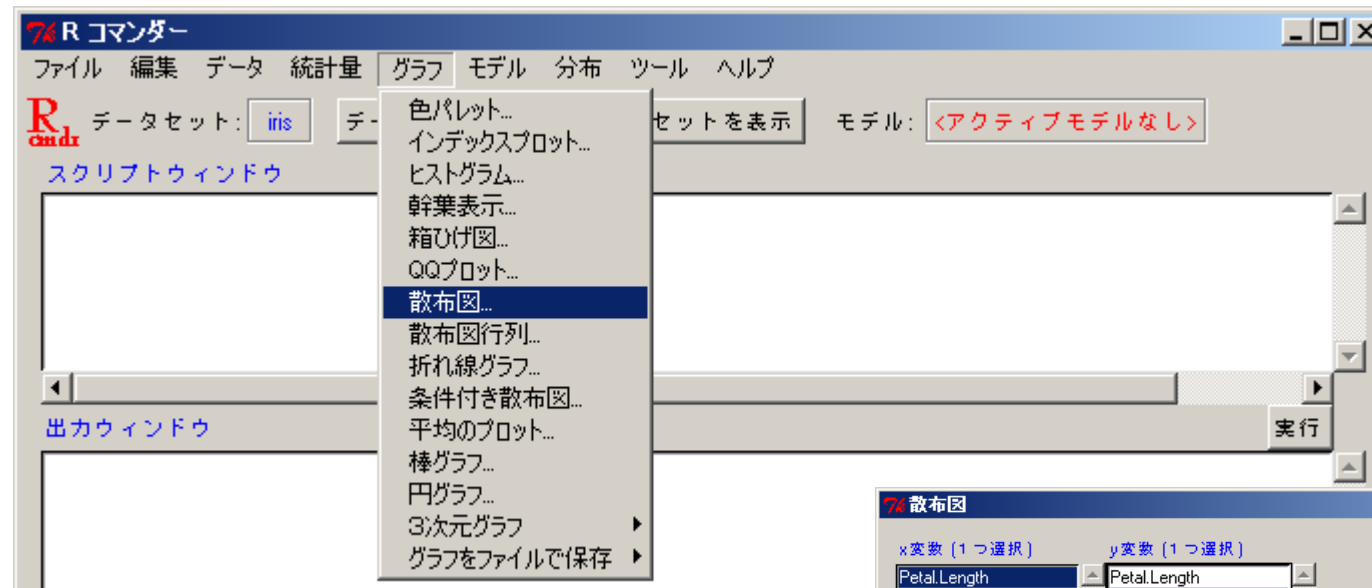 R コマンダー
ファイル 編集 データ 統計量 グラフ モデル 分布 ツール ヘルプ
R cmdr データセット: iris デー セットを表示 モデル: <アクティブモデルなし>
スクリプトウィンドウ
色パレット...
インデックスプロット...
ヒストグラム...
幹葉表示...
箱ひげ図...
QQプロット...
散布図...
散布図行列...
折れ線グラフ...
条件付き散布図...
平均のプロット...
棒グラフ...
円グラフ...
3次元グラフ
グラフをファイルで保存
出力ウィンドウ 実行
散布図
x変数 (1つ選択) y変数 (1つ選択)
Petal.Length Petal.Length